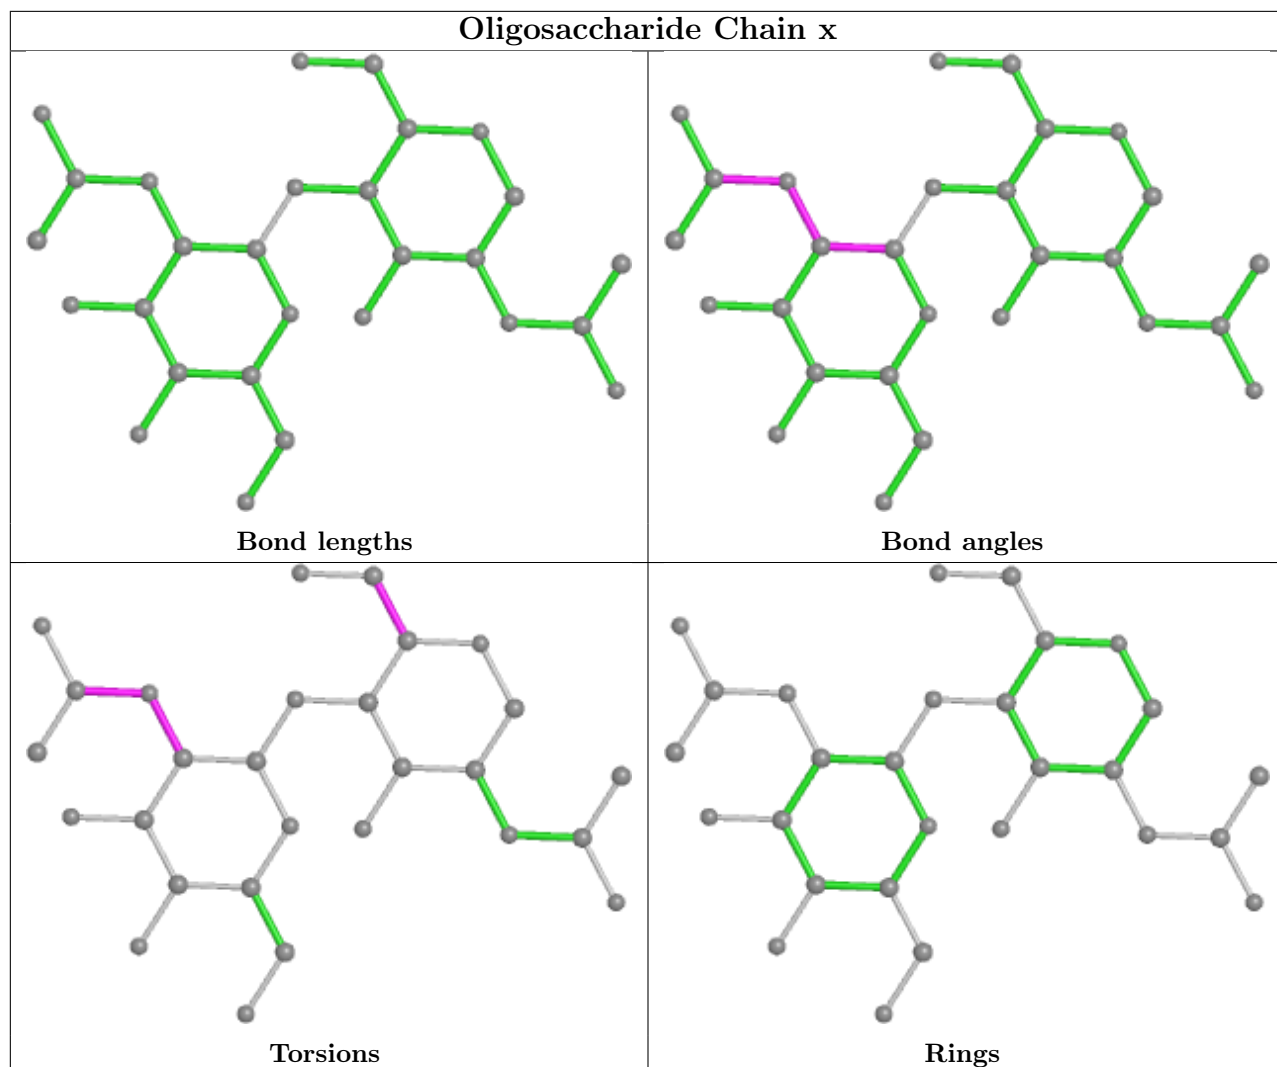 Oligosaccharide Chain x
Bond lengths
Bond angles
Torsions
Rings